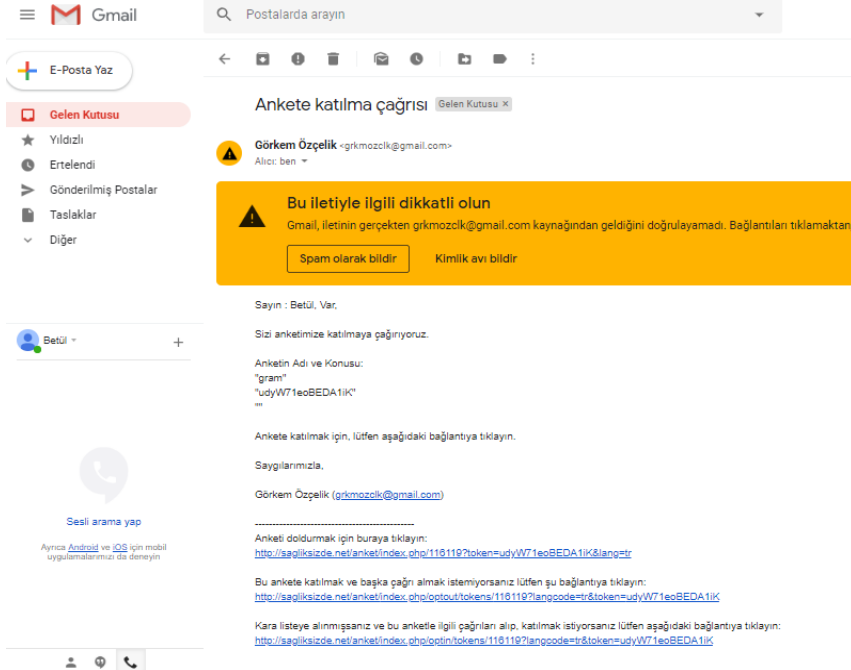 Gmail
Postalarda arayın
E-Posta Yaz
Gelen Kutusu
Yıldızlı
Ertelendi
Gönderilmiş Postalar
Taslaklar
Diğer
Betül
Sesli arama yap
Ayrıca Android ve iOS için mobil
uygulamalarımızı da deneyin
Ankete katılma çağrısı Gelen Kutusu ×
Görkem Özçelik <grkmozclk@gmail.com>
Alıcı: ben
Bu iletiyle ilgili dikkatli olun
Gmail, iletinin gerçekten grkmozclk@gmail.com kaynağından geldiğini doğrulayamadı. Bağlantıları tıklamaktan
Spam olarak bildir Kimlik avı bildir
Sayın : Betül, Var,
Sizi anketimize katılmaya çağırıyoruz.
Anketin Adı ve Konusu:
"gram"
"udyW71eoBEDA1iK"
""
Ankete katılmak için, lütfen aşağıdaki bağlantıya tıklayın.
Saygılarımızla,
Görkem Özçelik (grkmozclk@gmail.com)
----------------------------------------------
Anketi doldurmak için buraya tıklayın:
http://sagliksizde.net/anket/index.php/116119?token=udyW71eoBEDA1iK&lang=tr
Bu ankete katılmak ve başka çağrı almak istemiyorsanız lütfen şu bağlantıya tıklayın:
http://sagliksizde.net/anket/index.php/optout/tokens/116119?langcode=tr&token=udyW71eoBEDA1iK
Kara listeye alınmışsanız ve bu anketle ilgili çağrıları alıp, katılmak istiyorsanız lütfen aşağıdaki bağlantıya tıklayın:
http://sagliksizde.net/anket/index.php/optin/tokens/116119?langcode=tr&token=udyW71eoBEDA1iK